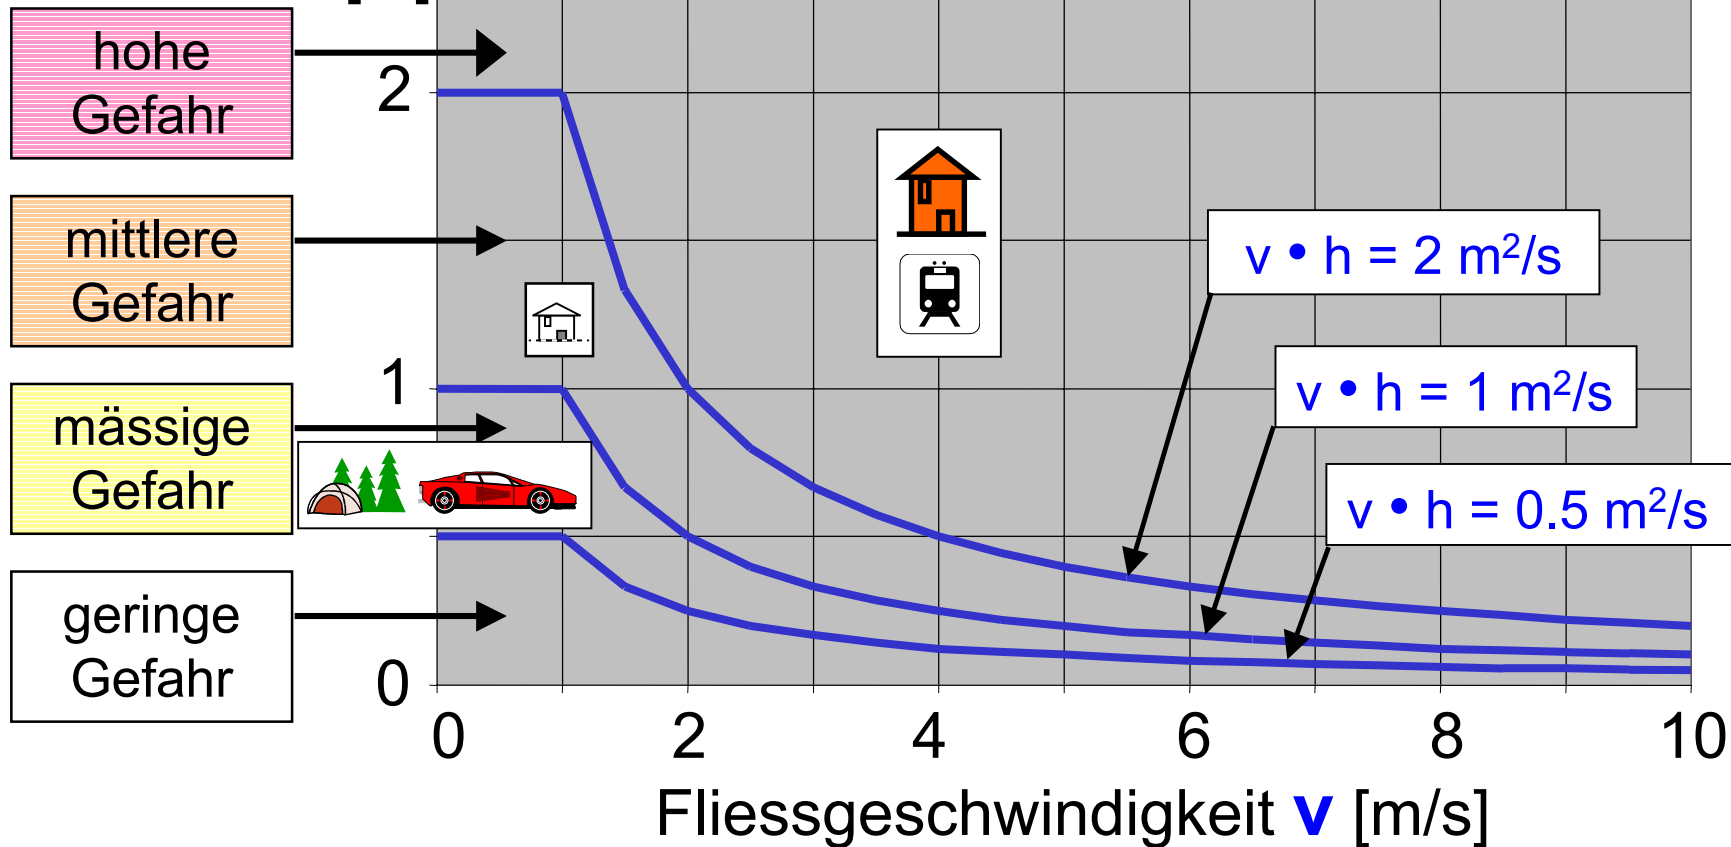 hohe
Gefahr
mittlere
Gefahr
mässige
Gefahr
geringe
Gefahr
2
1
0
v • h = 2 m²/s
v • h = 1 m²/s
v • h = 0.5 m²/s
0 2 4 6 8 10
Fliessgeschwindigkeit v [m/s]